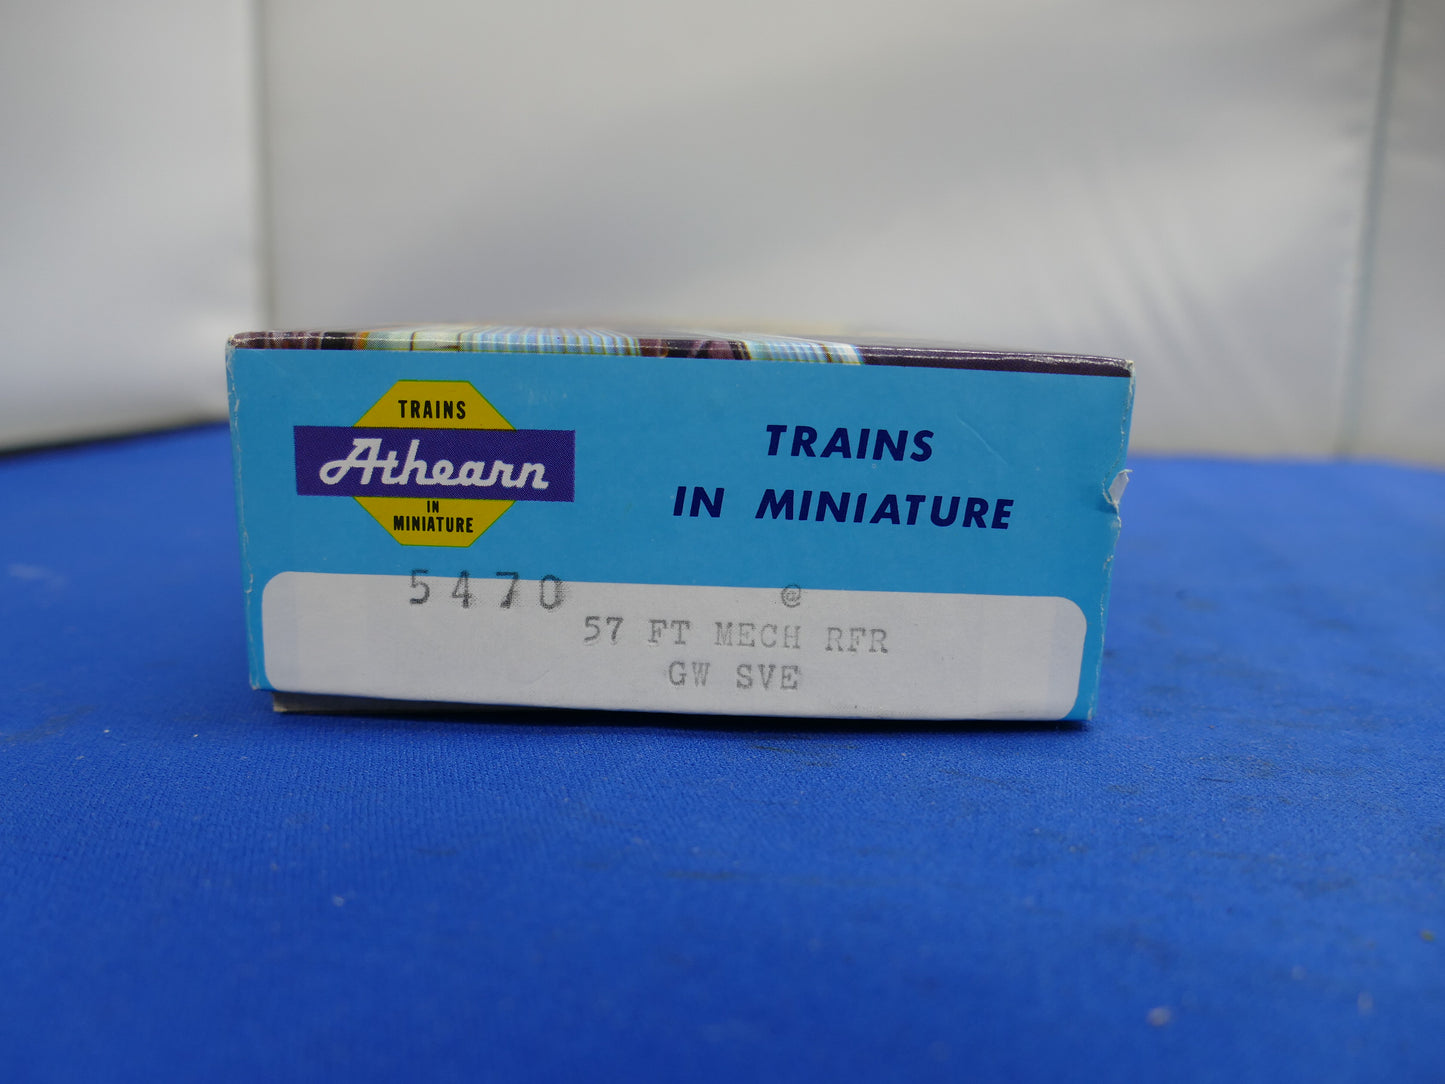 TRAINS
Athearn
IN
MINIATURE
TRAINS
IN MINIATURE
5470 @
57 FT MECH RFR
GW SVE